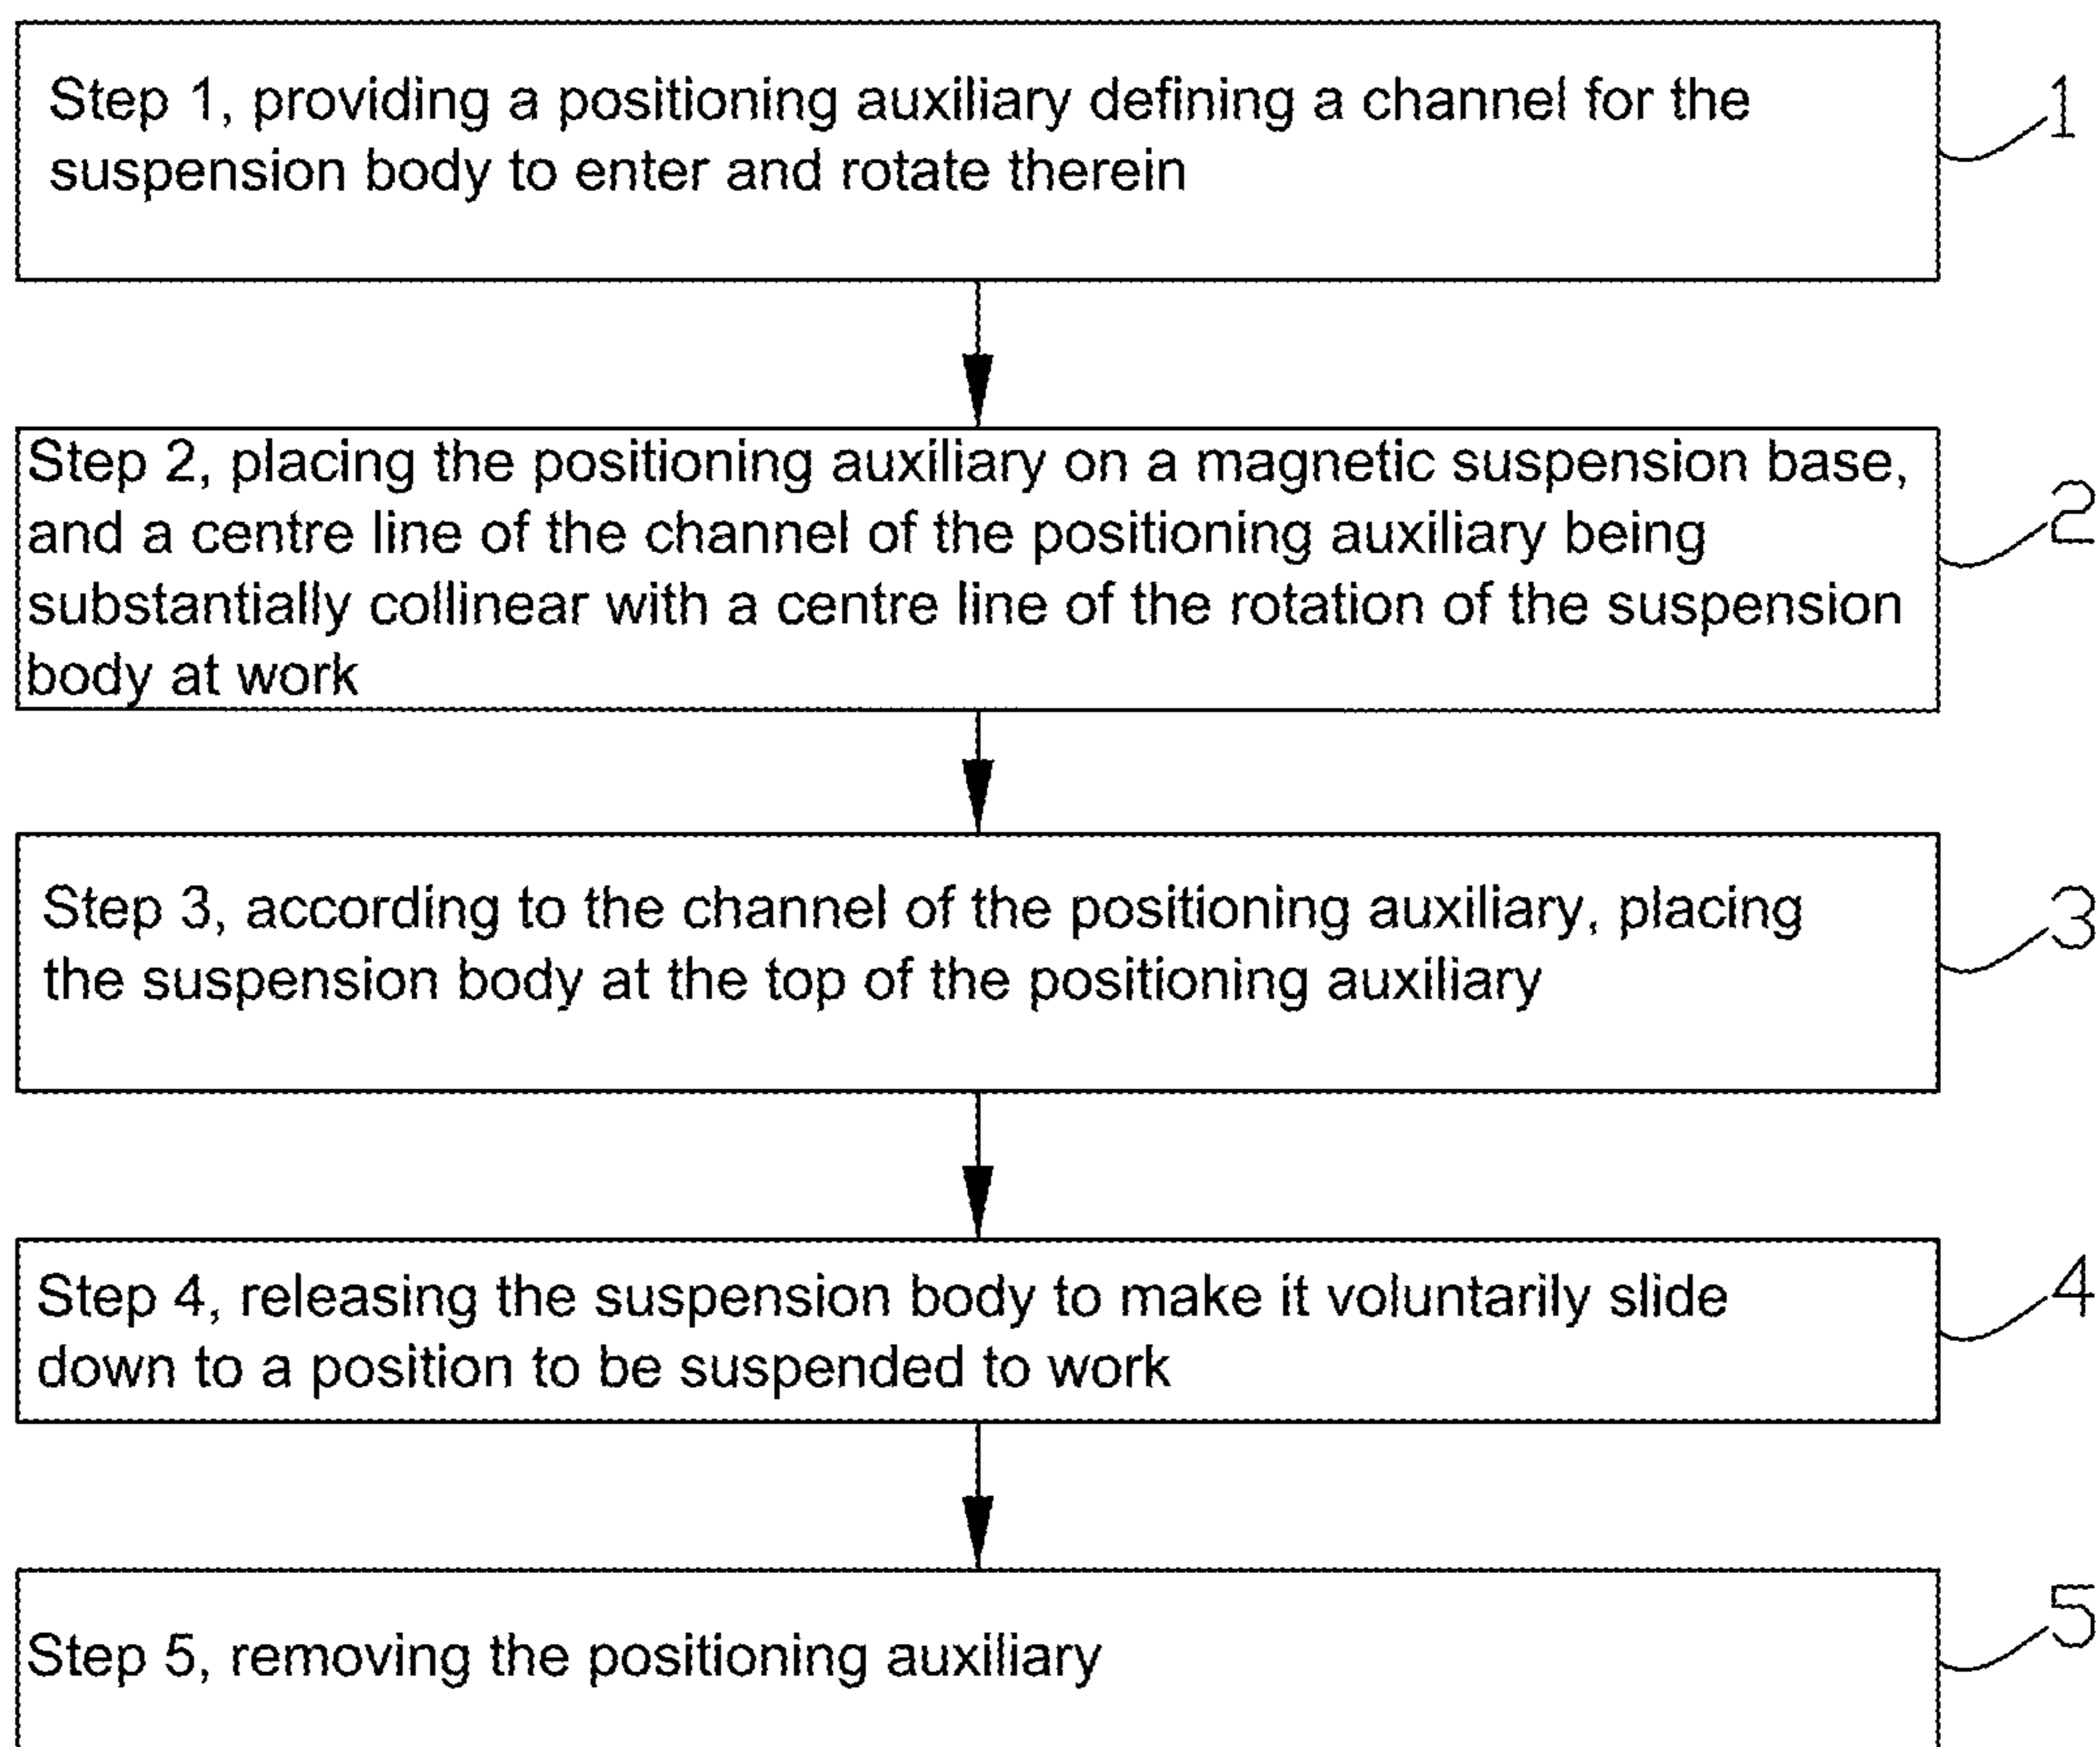 Step 1, providing a positioning auxiliary defining a channel for the
suspension body to enter and rotate therein
1
Step 2, placing the positioning auxiliary on a magnetic suspension base,
and a centre line of the channel of the positioning auxiliary being
substantially collinear with a centre line of the rotation of the suspension
body at work
2
Step 3, according to the channel of the positioning auxiliary, placing
the suspension body at the top of the positioning auxiliary
3
Step 4, releasing the suspension body to make it voluntarily slide
down to a position to be suspended to work
4
Step 5, removing the positioning auxiliary
5